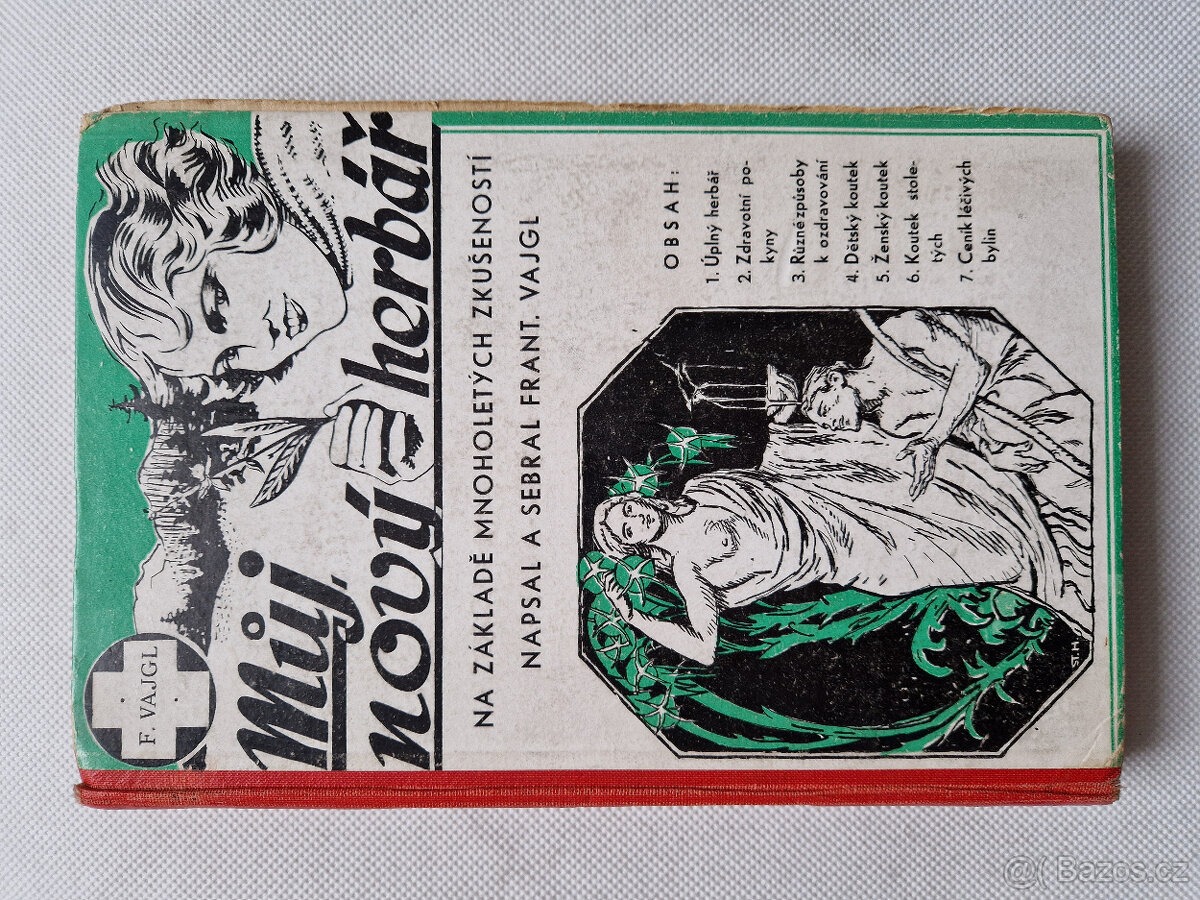 F. VAJGL
Můj
nový herbář
NA ZÁKLADĚ MNOHOLETÝCH ZKUŠENOSTÍ
NAPSAL A SEBRAL FRANT. VAJGL
OBSAH:
1. Úplný herbář
2. Zdravotní po-
kyny
3. Různé způsoby
k ozdravování
4. Dětský koutek
5. Ženský koutek
6. Koutek stole-
tých
7. Ceník léčivých
bylin
ST.H
Bazos.cz